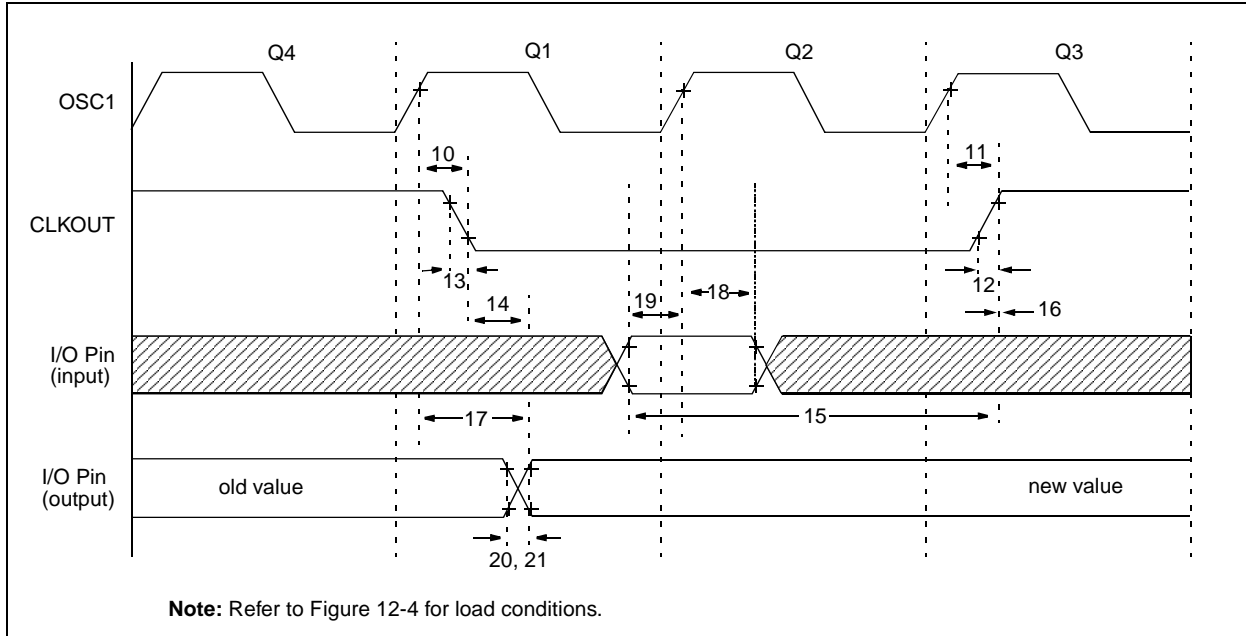 Q4 Q1 Q2 Q3
OSC1
10 11
CLKOUT
13 12
19 18
14 16
I/O Pin
(input)
17 15
I/O Pin
(output)
old value new value
20, 21
Note: Refer to Figure 12-4 for load conditions.